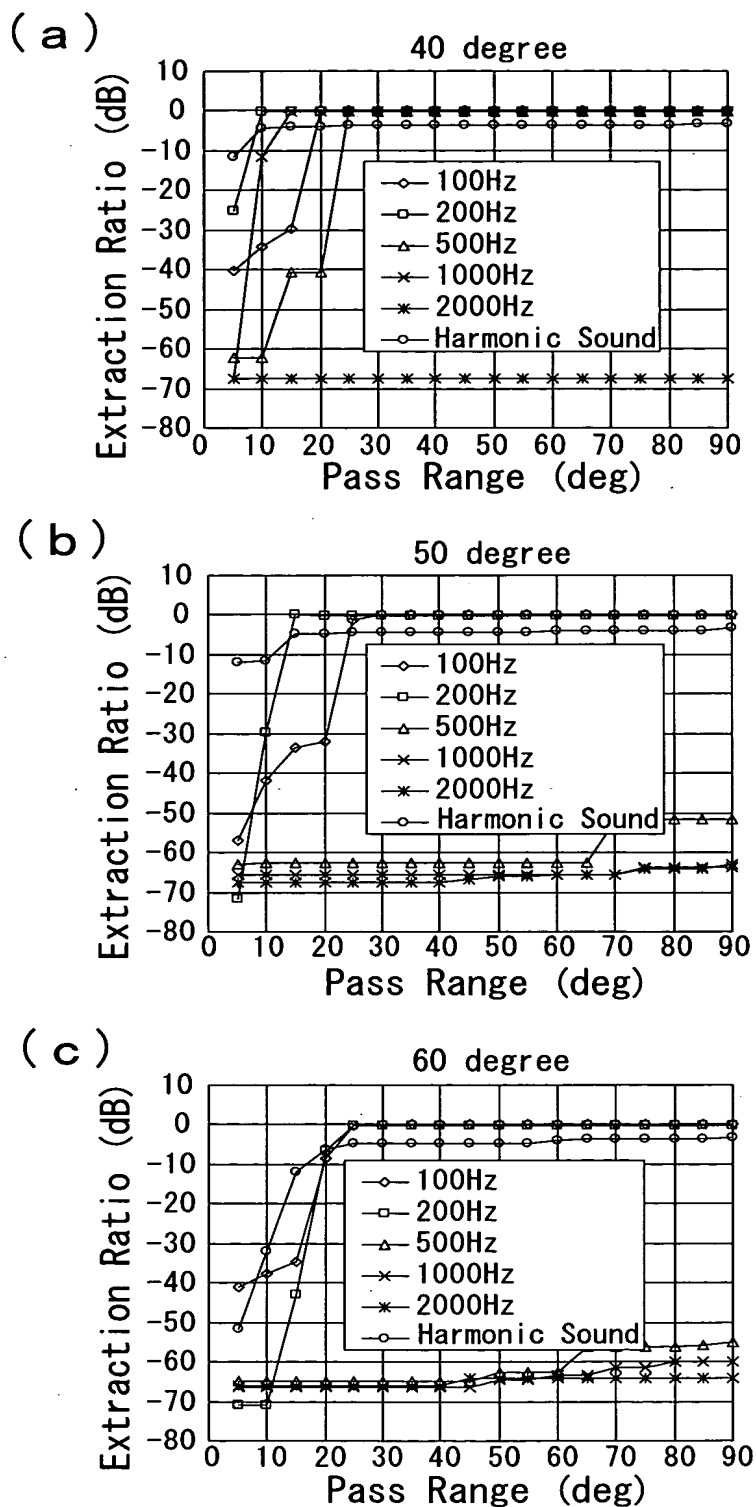 (a)
40 degree
Extraction Ratio (dB)
10
0
-10
-20
-30
-40
-50
-60
-70
-80
100Hz
200Hz
500Hz
1000Hz
2000Hz
Harmonic Sound
0 10 20 30 40 50 60 70 80 90
Pass Range (deg)
(b)
50 degree
Extraction Ratio (dB)
10
0
-10
-20
-30
-40
-50
-60
-70
-80
100Hz
200Hz
500Hz
1000Hz
2000Hz
Harmonic Sound
0 10 20 30 40 50 60 70 80 90
Pass Range (deg)
(c)
60 degree
Extraction Ratio (dB)
10
0
-10
-20
-30
-40
-50
-60
-70
-80
100Hz
200Hz
500Hz
1000Hz
2000Hz
Harmonic Sound
0 10 20 30 40 50 60 70 80 90
Pass Range (deg)